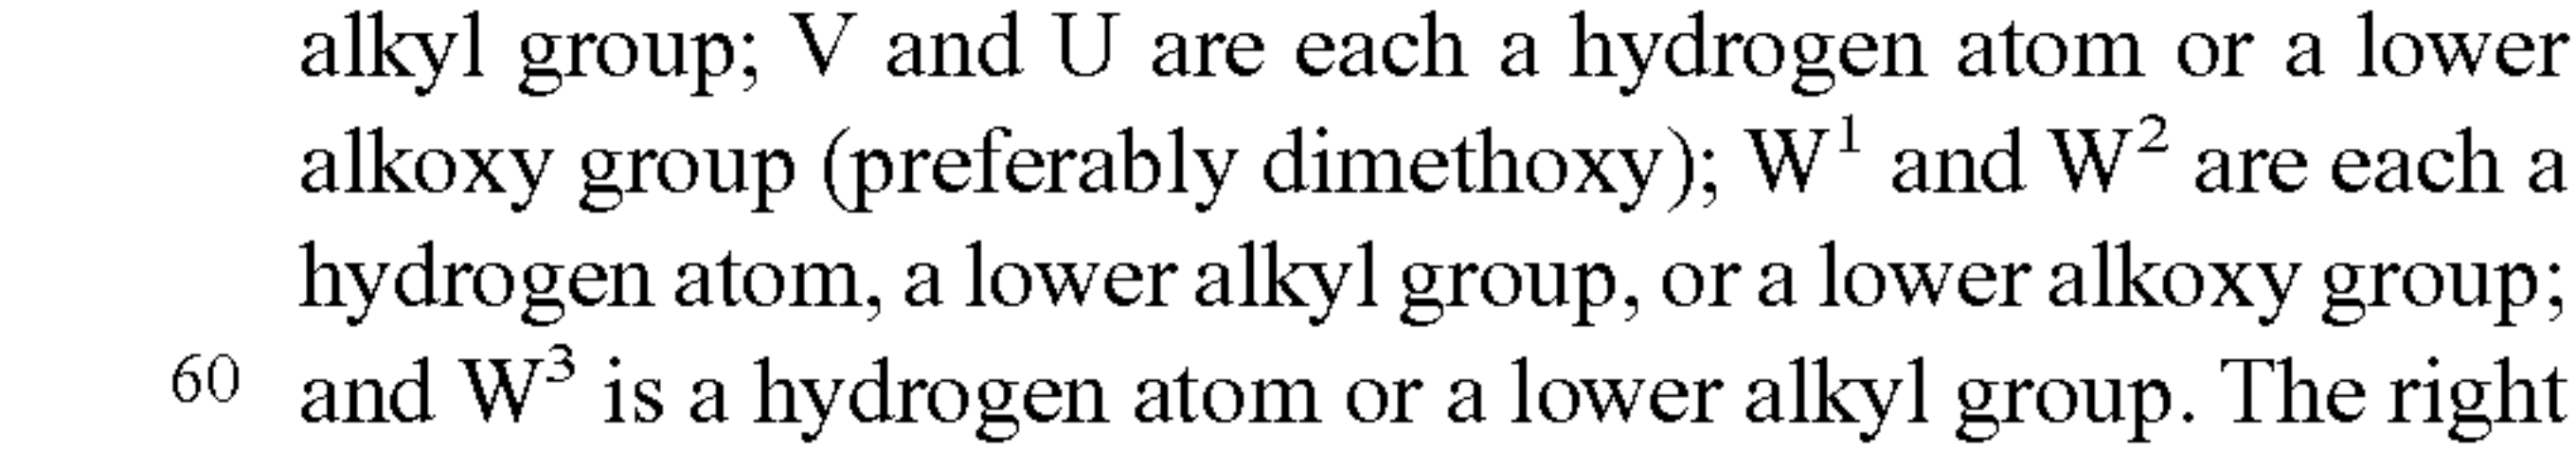 alkyl group; V and U are each a hydrogen atom or a lower
alkoxy group (preferably dimethoxy); W¹ and W² are each a
hydrogen atom, a lower alkyl group, or a lower alkoxy group;
60 and W³ is a hydrogen atom or a lower alkyl group. The right